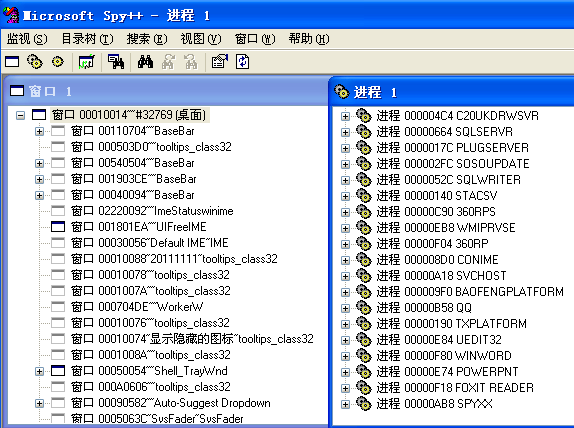 Microsoft Spy++ - 进程 1
监视(S) 目录树(T) 搜索(E) 视图(V) 窗口(W) 帮助(H)
窗口 1
窗口 00010014"#32769 (桌面)
窗口 00110704""BaseBar
窗口 000503D0""tooltips_class32
窗口 00540504""BaseBar
窗口 001903CE""BaseBar
窗口 00040094""BaseBar
窗口 02220092""ImeStatuswinime
窗口 001801EA""UIFreeIME
窗口 00030056"Default IME"IME
窗口 00010088"20111111"tooltips_class32
窗口 00010078""tooltips_class32
窗口 0001007A""tooltips_class32
窗口 000704DE""WorkerW
窗口 00010076""tooltips_class32
窗口 00010074"显示隐藏的图标"tooltips_class32
窗口 0001008A""tooltips_class32
窗口 00050054""Shell_TrayWnd
窗口 000A0606""tooltips_class32
窗口 00090582""Auto-Suggest Dropdown
窗口 0005063C"SysFader"SysFader
进程 1
进程 000004C4 C20UKDRWSVR
进程 00000664 SQLSERVR
进程 0000017C PLUGSERVER
进程 000002FC SOSOUPDATE
进程 0000052C SQLWRITER
进程 00000140 STACSV
进程 00000C90 360RPS
进程 00000EB8 WMIPRVSE
进程 00000F04 360RP
进程 000008D0 CONIME
进程 00000A18 SVCHOST
进程 000009F0 BAOFENGPLATFORM
进程 00000B58 QQ
进程 00000190 TXPLATFORM
进程 00000E84 UEDIT32
进程 00000F80 WINWORD
进程 00000E74 POWERPNT
进程 00000F18 FOXIT READER
进程 00000AB8 SPYXX